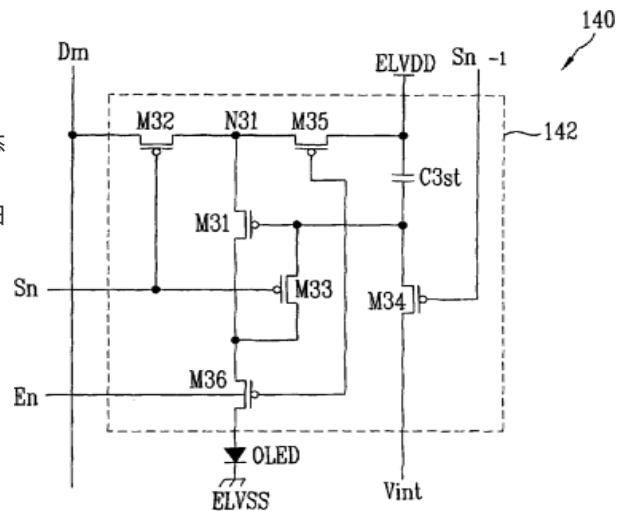 140
Dm
ELVDD Sn -1
M32 N31 M35
142
C3st
M31
Sn
M33
M34
M36
En
OLED
ELVSS
Vint